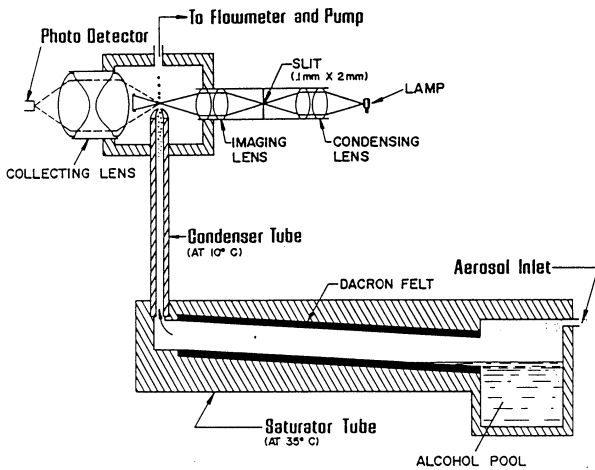 To Flowmeter and Pump
Photo Detector
SLIT
(.1mm X 2mm)
LAMP
IMAGING
LENS
CONDENSING
LENS
COLLECTING LENS
Condenser Tube
(AT 10° C)
Aerosol Inlet
DACRON FELT
Saturator Tube
(AT 35° C)
ALCOHOL POOL